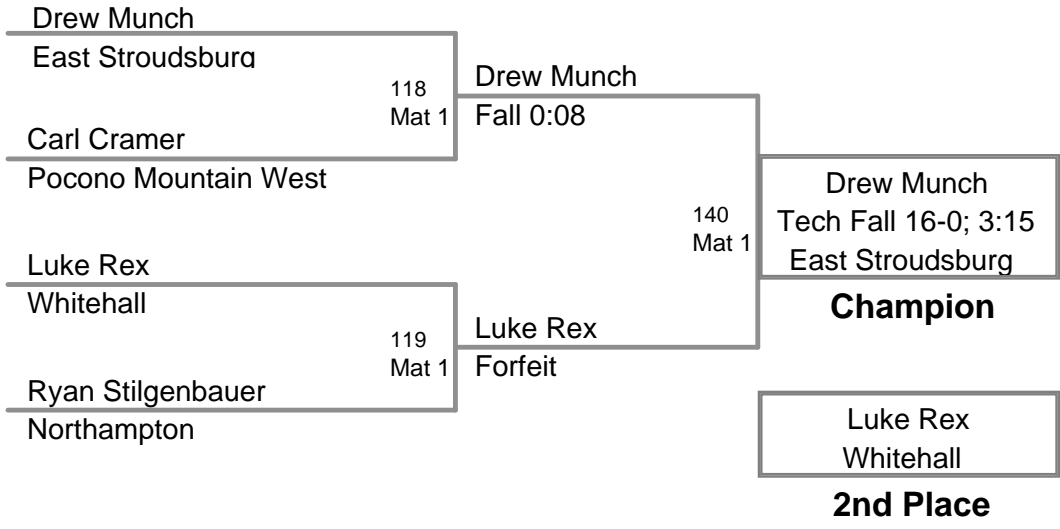 Drew Munch
East Stroudsburg
118
Mat 1
Drew Munch
Fall 0:08
Carl Cramer
Pocono Mountain West
140
Mat 1
Drew Munch
Tech Fall 16-0; 3:15
East Stroudsburg
Champion
Luke Rex
Whitehall
119
Mat 1
Luke Rex
Forfeit
Ryan Stilgenbauer
Northampton
Luke Rex
Whitehall
2nd Place